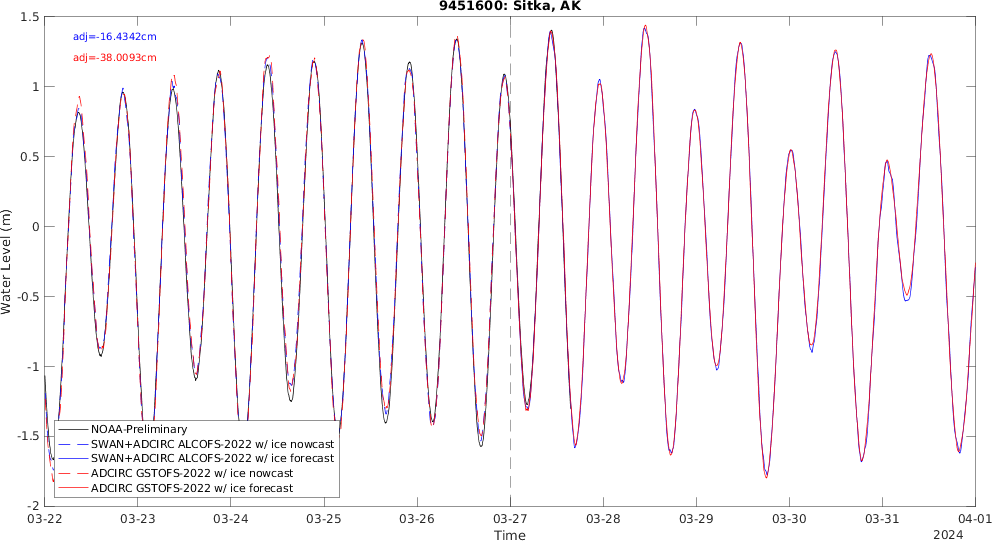 9451600: Sitka, AK
adj=-16.4342cm
adj=-38.0093cm
1.5
1
0.5
0
-0.5
-1
-1.5
-2
Water Level (m)
NOAA-Preliminary
SWAN+ADCIRC ALCOFS-2022 w/ ice nowcast
SWAN+ADCIRC ALCOFS-2022 w/ ice forecast
ADCIRC GSTOFS-2022 w/ ice nowcast
ADCIRC GSTOFS-2022 w/ ice forecast
03-22 03-23 03-24 03-25 03-26 03-27 03-28 03-29 03-30 03-31 04-01
Time
2024